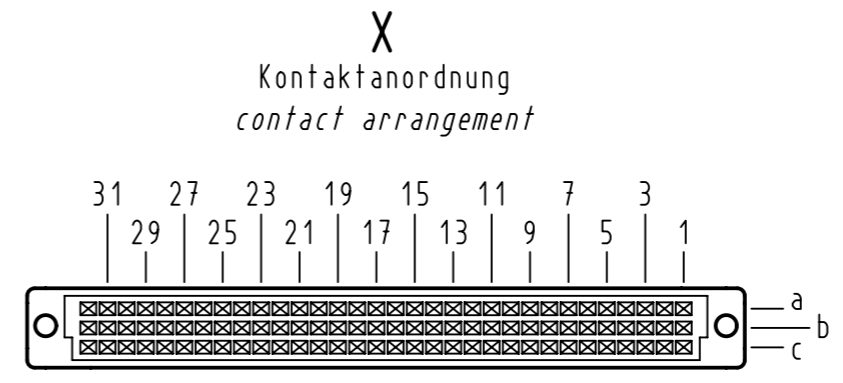 X
Kontaktanordnung
contact arrangement
31 27 23 19 15 11 7 3
29 25 21 17 13 9 5 1
a
b
c